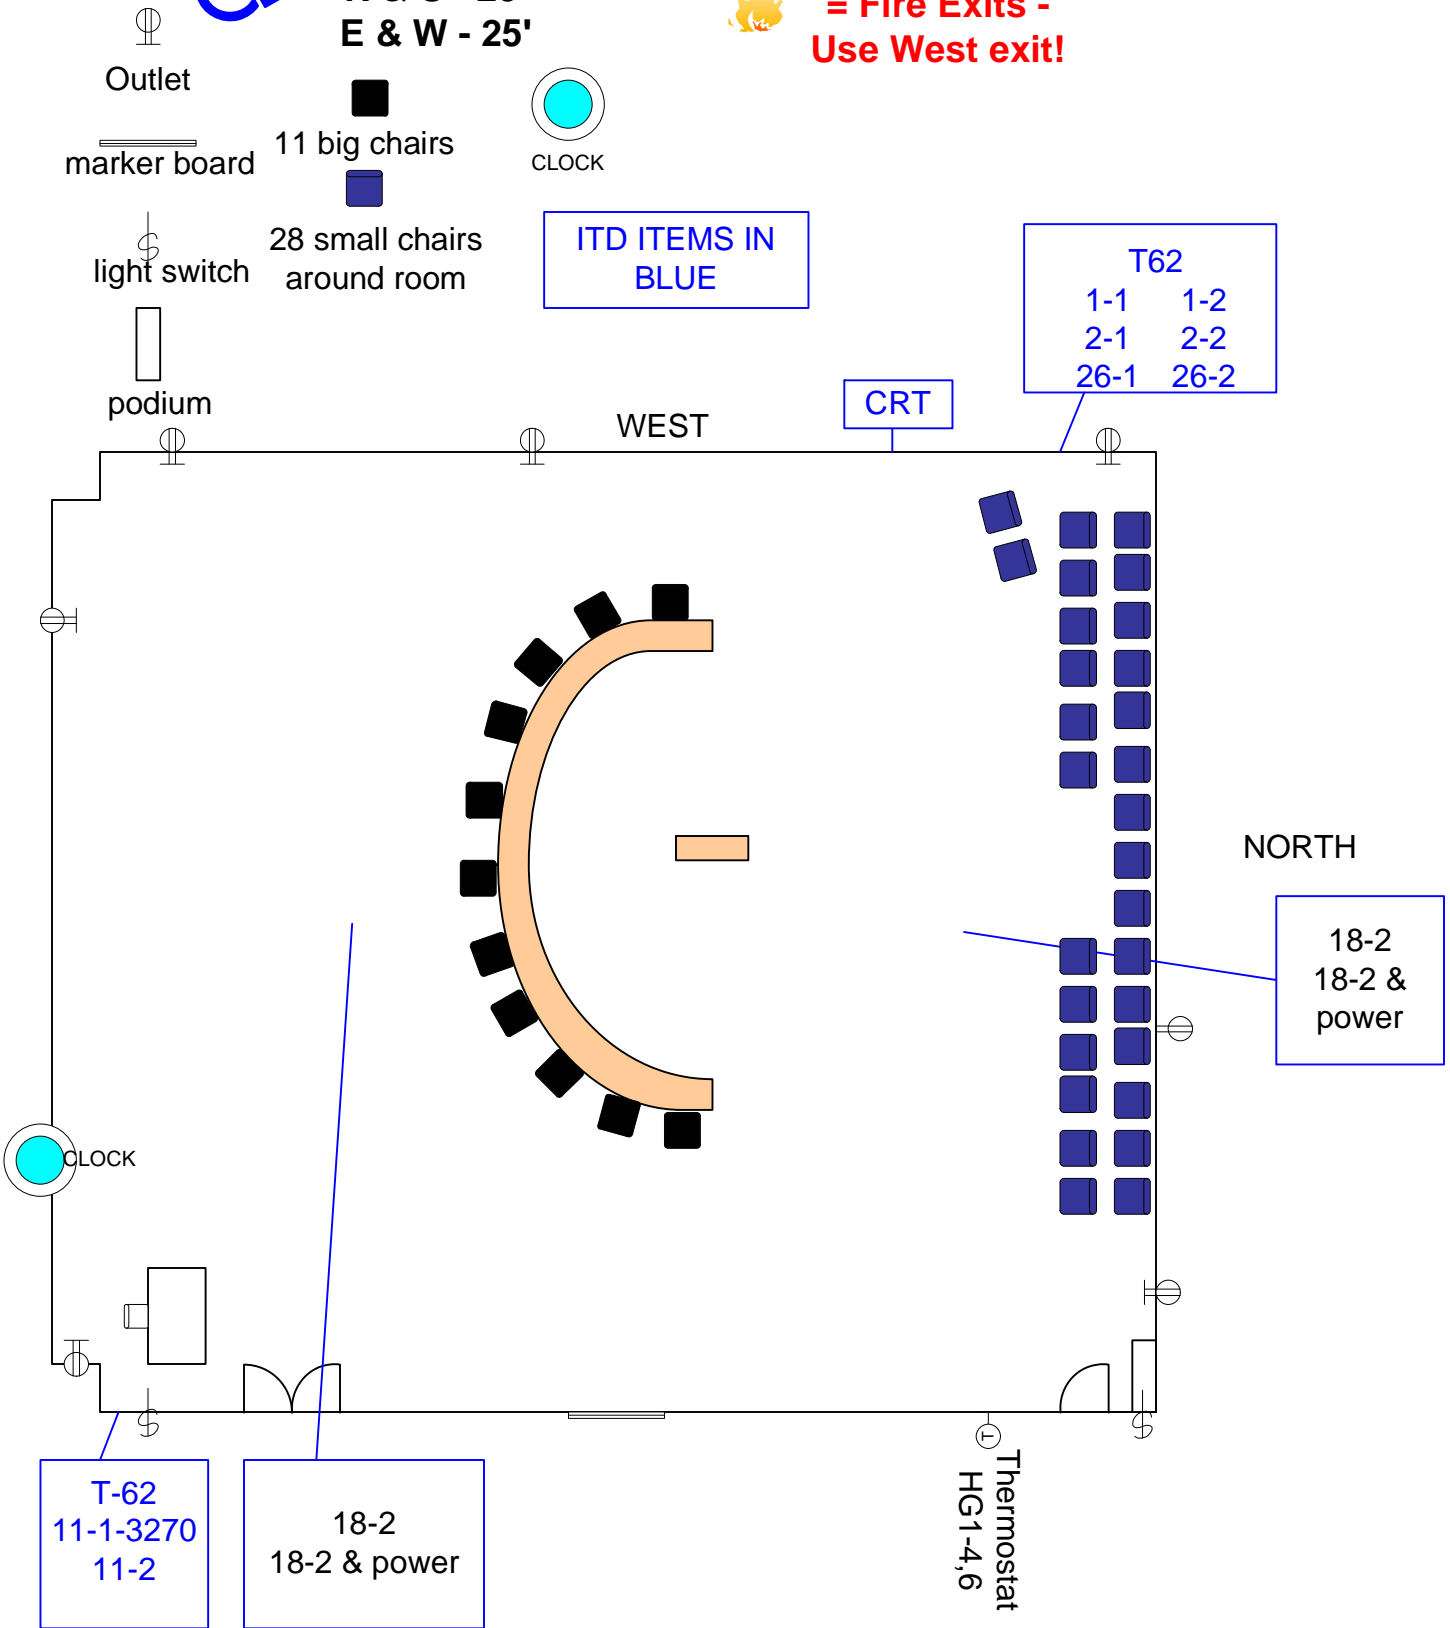 E & W - 25'
= Fire Exits -
Use West exit!
Outlet
11 big chairs
marker board
CLOCK
28 small chairs
around room
light switch
ITD ITEMS IN
BLUE
podium
T62
1-1 1-2
2-1 2-2
26-1 26-2
CRT
WEST
NORTH
18-2
18-2 &
power
CLOCK
T
Thermostat
HG1-4,6
T-62
11-1-3270
11-2
18-2
18-2 & power